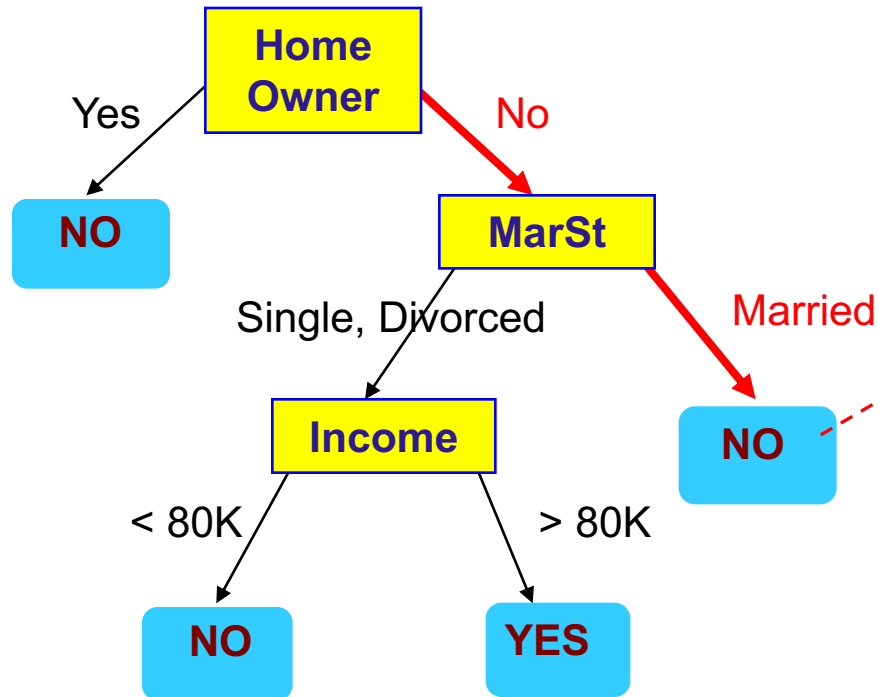 Home
Owner
Yes
No
NO
MarSt
Single, Divorced
Married
Income
NO
< 80K
> 80K
NO
YES